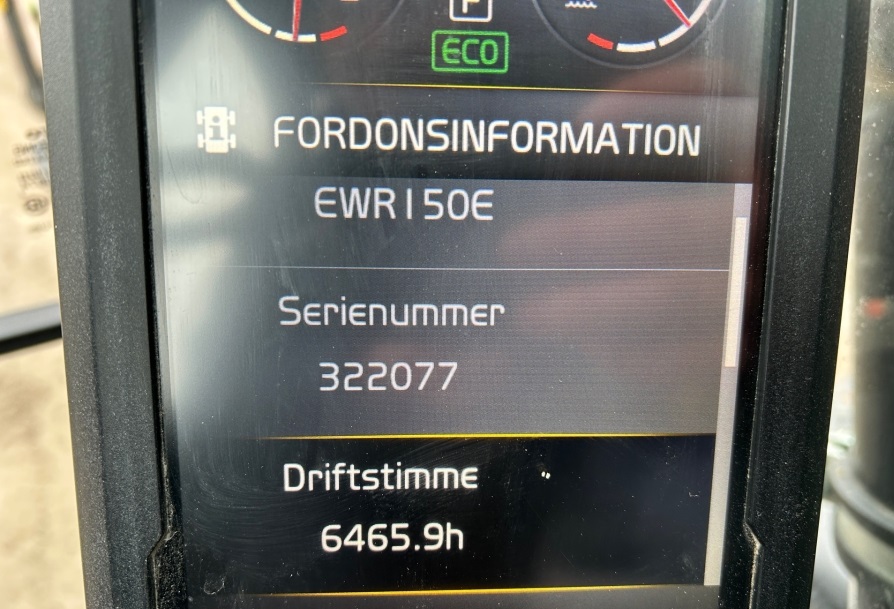 P
ECO
FORDONSINFORMATION
EWR150E
Serienummer
322077
Driftstimme
6465.9h